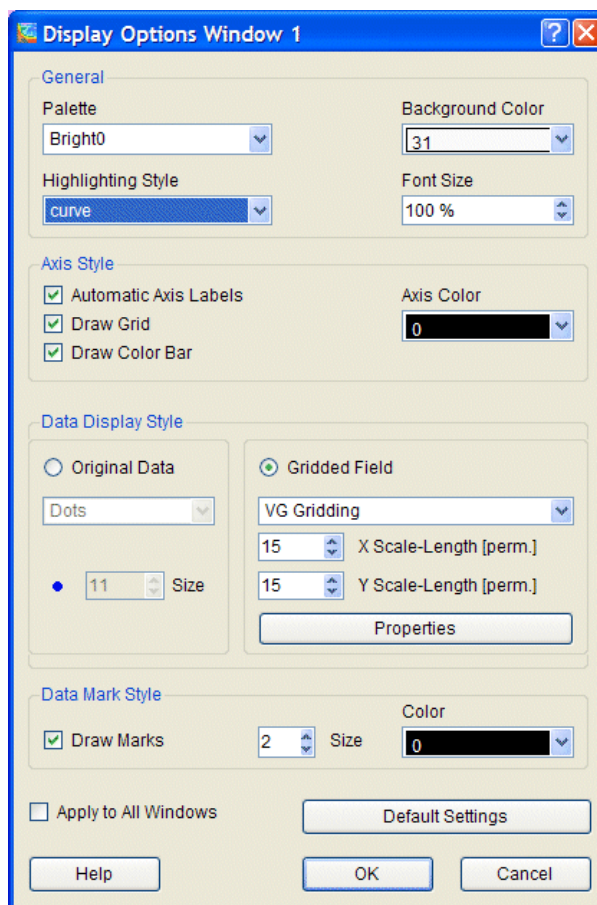 Display Options Window 1
General
Palette
Background Color
Bright0
31
Highlighting Style
Font Size
curve
100 %
Axis Style
Automatic Axis Labels
Axis Color
Draw Grid
0
Draw Color Bar
Data Display Style
Original Data
Gridded Field
Dots
VG Gridding
15 X Scale-Length [perm.]
11 Size
15 Y Scale-Length [perm.]
Properties
Data Mark Style
Color
Draw Marks
2 Size
0
Apply to All Windows
Default Settings
Help
OK
Cancel